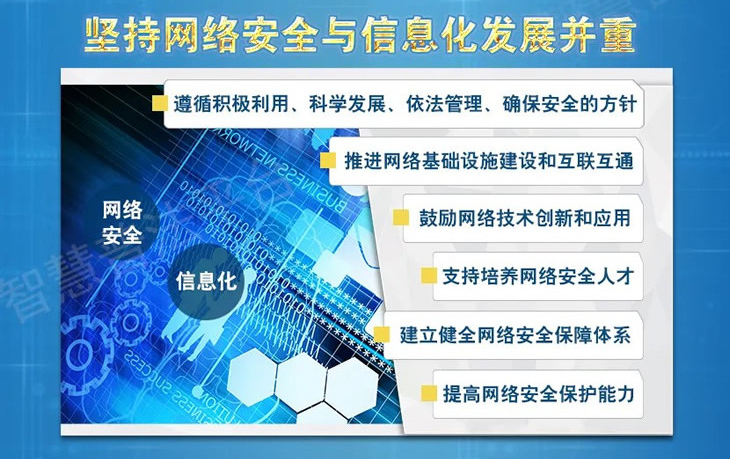 坚持网络安全与信息化发展并重
遵循积极利用、科学发展、依法管理、确保安全的方针
推进网络基础设施建设和互联互通
鼓励网络技术创新和应用
网络
安全
支持培养网络安全人才
信息化
建立健全网络安全保障体系
提高网络安全保护能力
BUSINESS NETWORK
BUSINESS SUCCESS